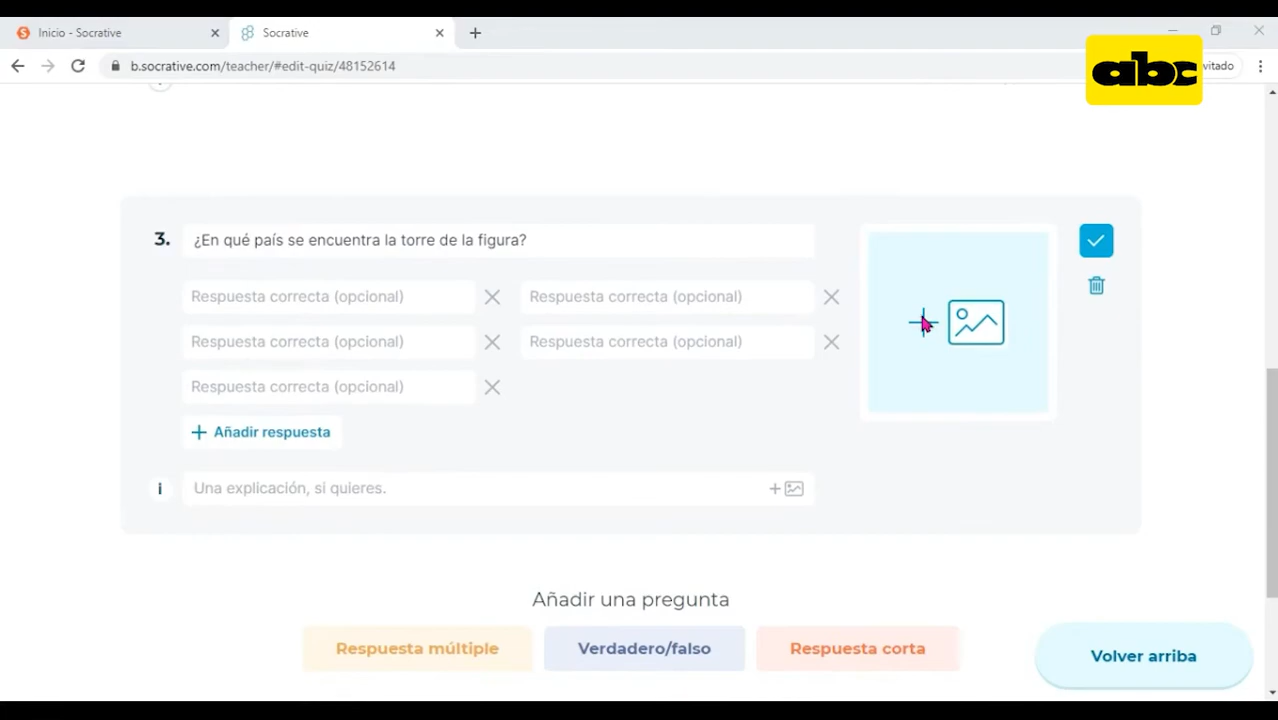 Inicio - Socrative
Socrative
b.socrative.com/teacher/#edit-quiz/48152614
vitado
abc
3. ¿En qué país se encuentra la torre de la figura?
Respuesta correcta (opcional) Respuesta correcta (opcional)
Respuesta correcta (opcional) Respuesta correcta (opcional)
Respuesta correcta (opcional)
+ Añadir respuesta
i Una explicación, si quieres.
Añadir una pregunta
Respuesta múltiple Verdadero/falso Respuesta corta
Volver arriba